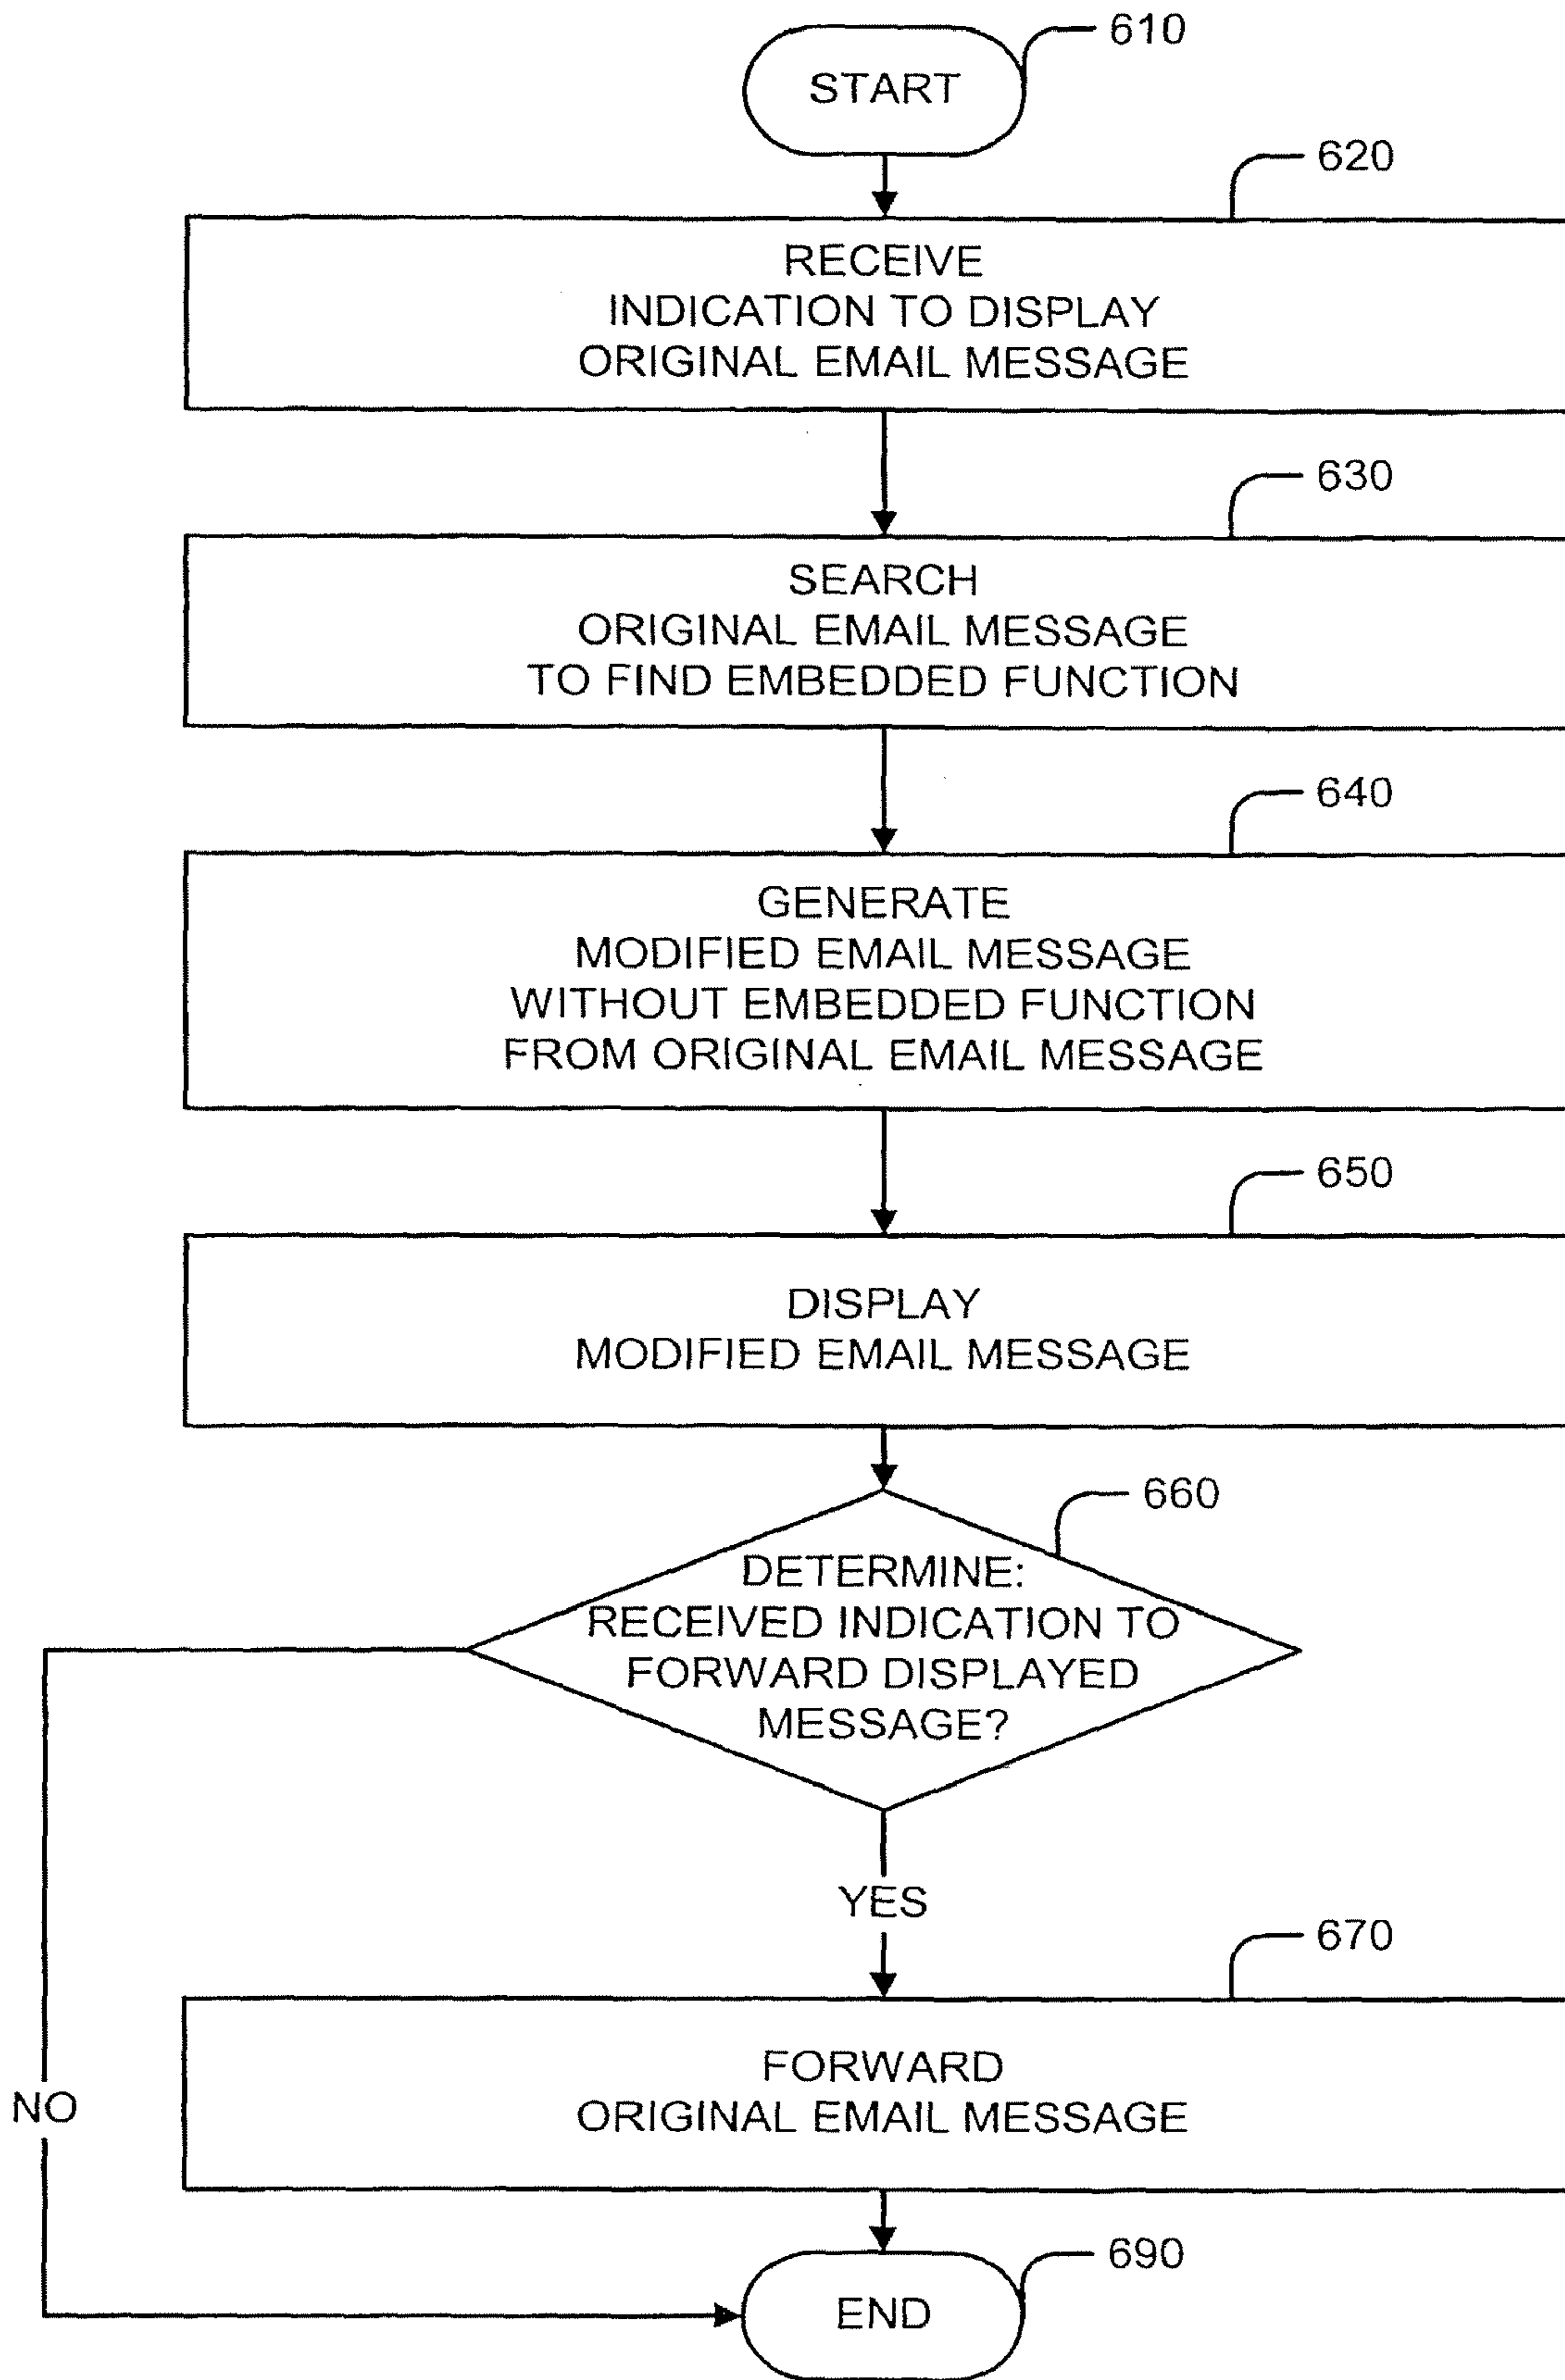 START
610
620
RECEIVE
INDICATION TO DISPLAY
ORIGINAL EMAIL MESSAGE
630
SEARCH
ORIGINAL EMAIL MESSAGE
TO FIND EMBEDDED FUNCTION
640
GENERATE
MODIFIED EMAIL MESSAGE
WITHOUT EMBEDDED FUNCTION
FROM ORIGINAL EMAIL MESSAGE
650
DISPLAY
MODIFIED EMAIL MESSAGE
660
DETERMINE:
RECEIVED INDICATION TO
FORWARD DISPLAYED
MESSAGE?
YES
670
FORWARD
ORIGINAL EMAIL MESSAGE
NO
690
END